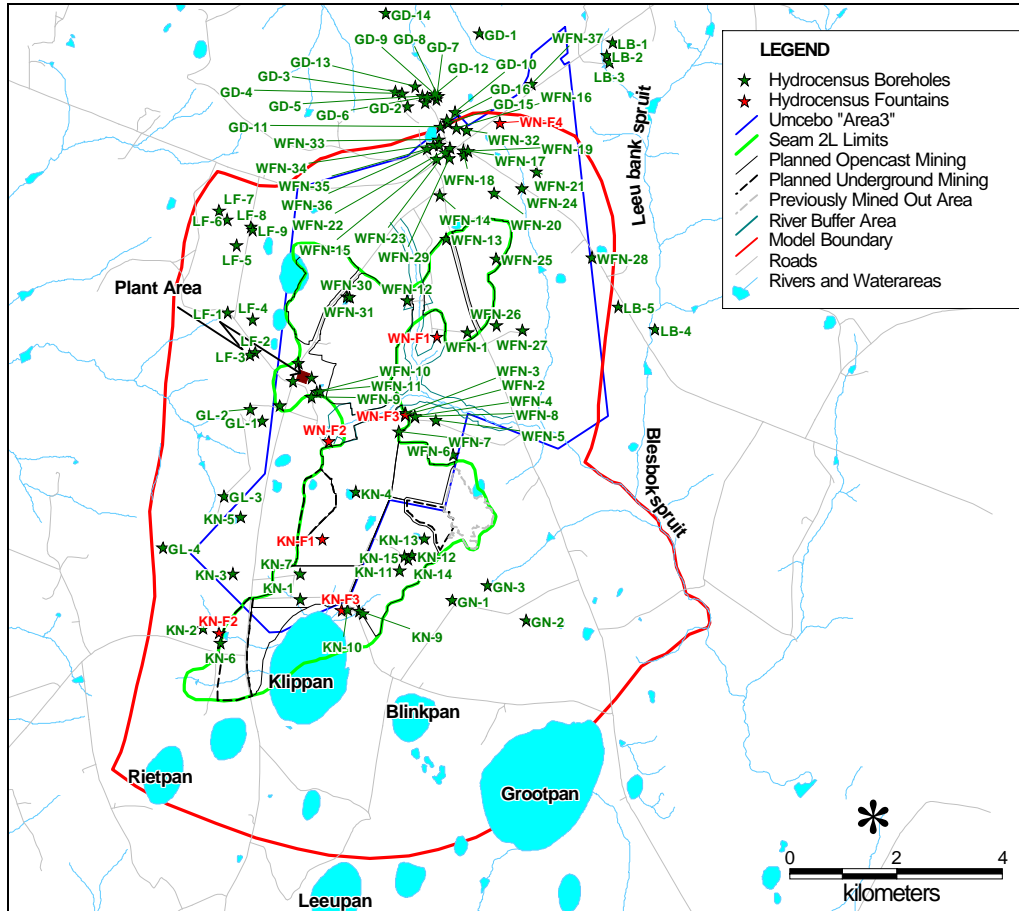 GD-14
GD-9
GD-8
GD-1
WFN-37
LB-1
GD-7
LB-2
GD-13
GD-12
GD-10
LB-3
GD-3
GD-4
GD-16
GD-5
GD-2
WFN-16
GD-6
GD-15
GD-11
WN-F4
WFN-33
WFN-32
WFN-19
WFN-34
WFN-17
WFN-35
WFN-18
WFN-21
WFN-36
WFN-24
LF-7
LF-6
LF-8
LF-9
WFN-22
WFN-14
WFN-20
WFN-23
WFN-13
WFN-15
WFN-29
LF-5
WFN-25
WFN-28
Plant Area
WFN-30
WFN-12
WFN-31
LF-1
LF-4
WFN-26
LB-5
LB-4
WN-F1
WFN-1
WFN-27
LF-2
LF-3
WFN-10
WFN-3
WFN-11
WFN-2
WFN-9
WFN-4
GL-2
WN-F3
WFN-8
GL-1
WN-F2
WFN-5
WFN-7
WFN-6
GL-3
KN-4
KN-5
KN-F1
KN-13
GL-4
KN-15
KN-12
KN-7
KN-11
KN-14
KN-3
KN-1
GN-3
KN-F3
GN-1
KN-F2
KN-2
GN-2
KN-9
KN-6
KN-10
Klippan
Blinkpan
Rietpan
Grootpan
Leeupan
Leeu bank spruit
Blesbok spruit
LEGEND
Hydrocensus Boreholes
Hydrocensus Fountains
Umcebo "Area3"
Seam 2L Limits
Planned Opencast Mining
Planned Underground Mining
Previously Mined Out Area
River Buffer Area
Model Boundary
Roads
Rivers and Waterareas
0 2 4
kilometers